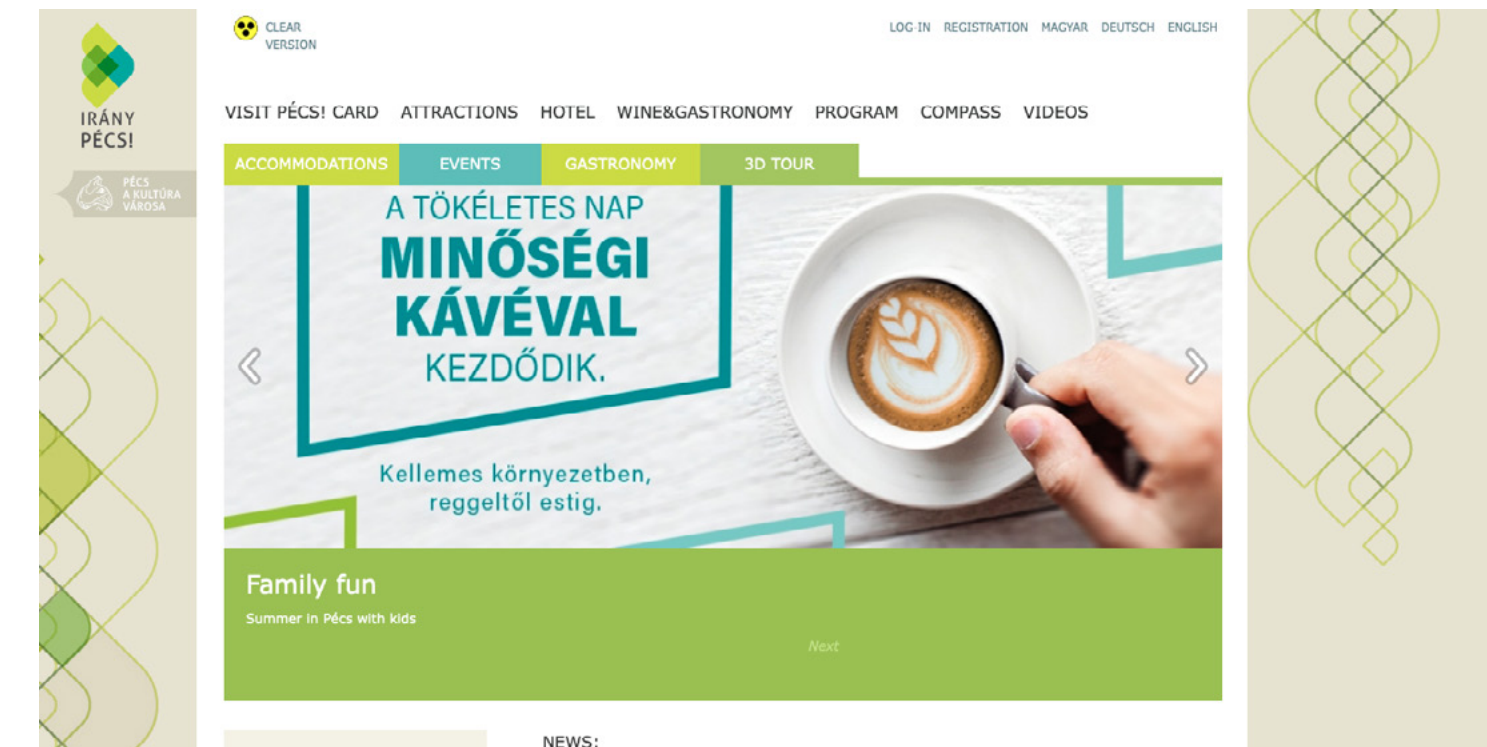 CLEAR
VERSION
LOG-IN REGISTRATION MAGYAR DEUTSCH ENGLISH
IRÁNY
PÉCS!
PÉCS
A KULTÚRA
VÁROSA
VISIT PÉCS! CARD ATTRACTIONS HOTEL WINE&GASTRONOMY PROGRAM COMPASS VIDEOS
ACCOMMODATIONS EVENTS GASTRONOMY 3D TOUR
A TÖKÉLETES NAP
MINŐSÉGI
KÁVÉVAL
KEZDŐDIK.
Kellemes környezetben,
reggeltől estig.
Family fun
Summer in Pécs with kids
Next
NEWS: